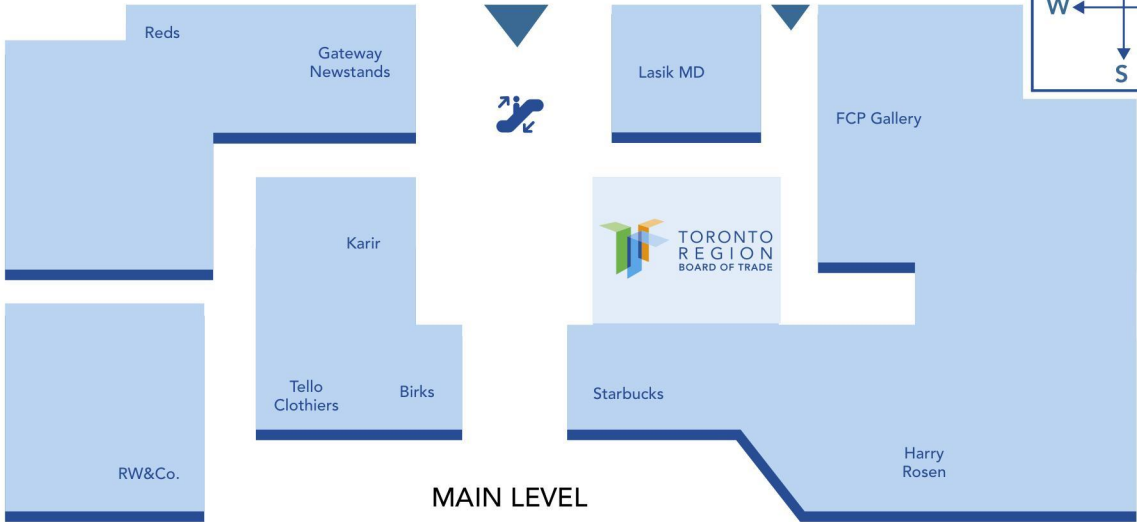 W
S
Reds
Gateway
Newstands
Lasik MD
FCP Gallery
Karir
TORONTO
REGION
BOARD OF TRADE
Tello
Clothiers
Birks
Starbucks
RW&Co.
Harry
Rosen
MAIN LEVEL